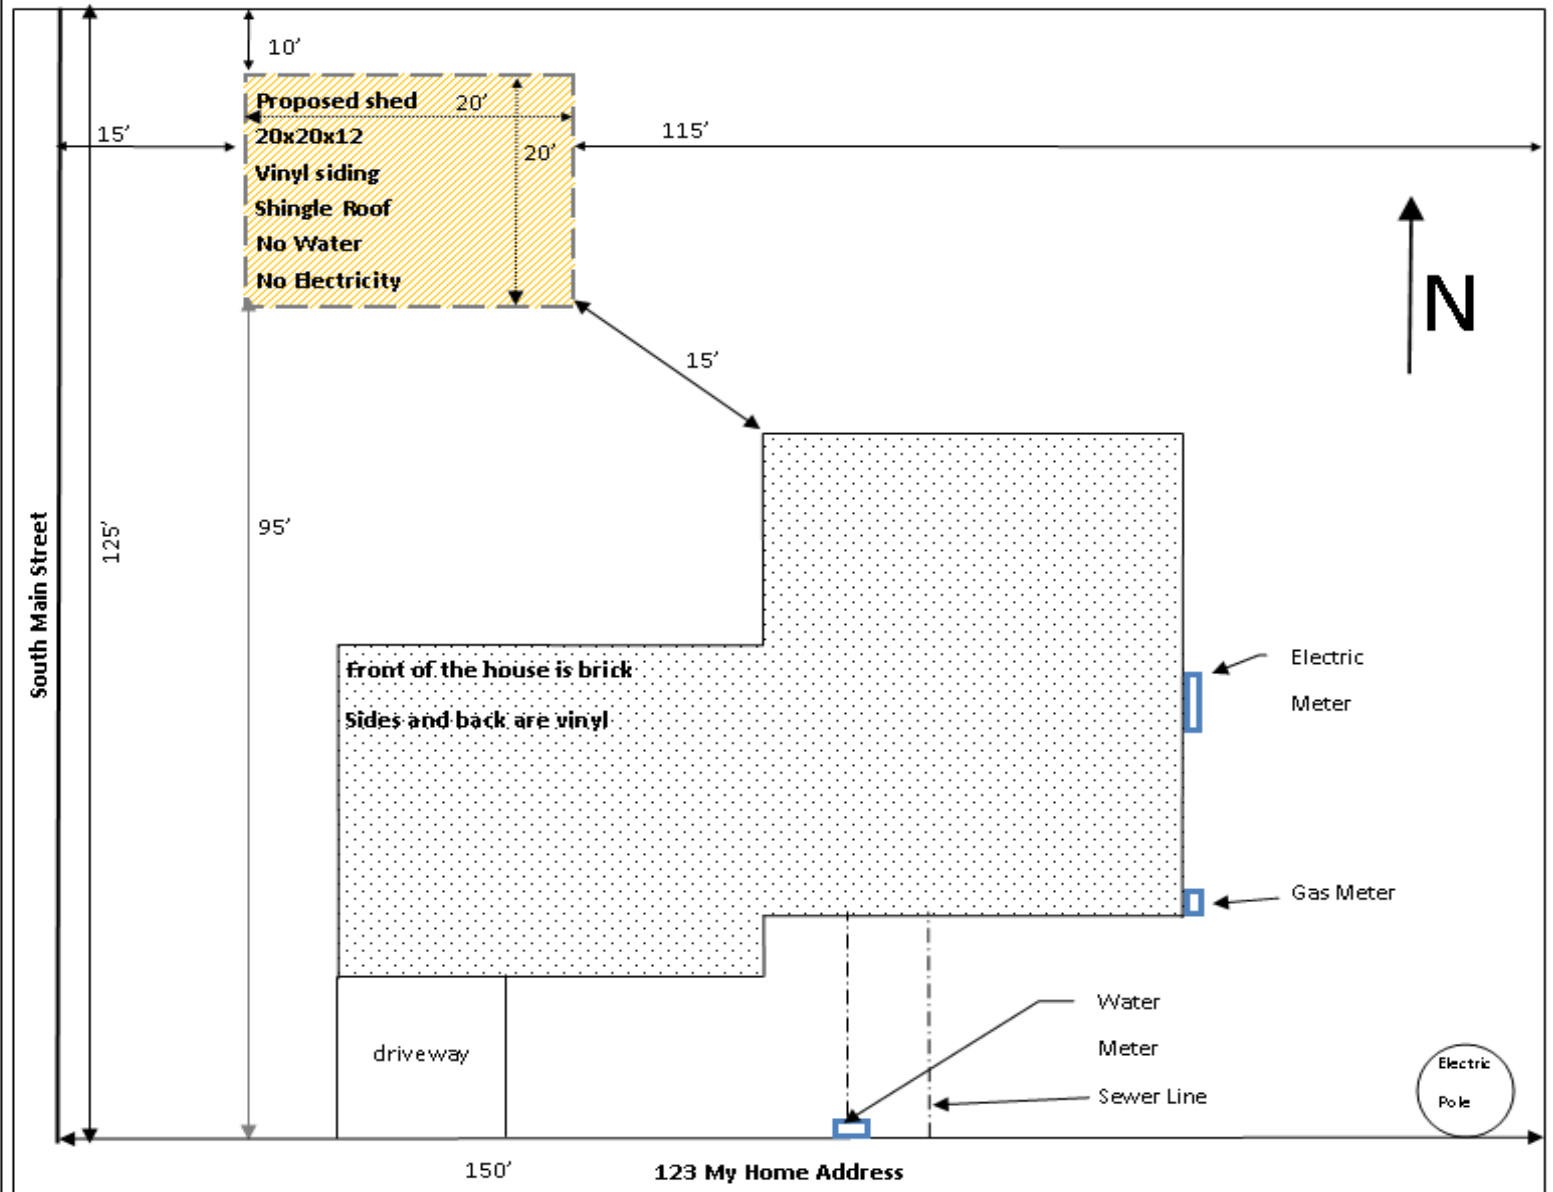 10’
Proposed shed
20’
20x20x12
15’
115’
20’
Vinyl siding
Shingle Roof
No Water
No Electricity
N
15’
95’
125’
South Main Street
Front of the house is brick
Sides and back are vinyl
Electric
Meter
Gas Meter
Water
Meter
Sewer Line
driveway
Electric
Pole
150’
123 My Home Address